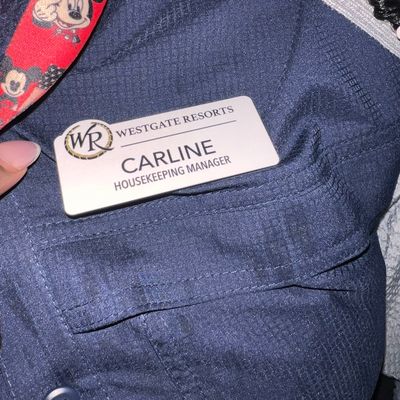 WR WESTGATE RESORTS
CARLINE
HOUSEKEEPING MANAGER